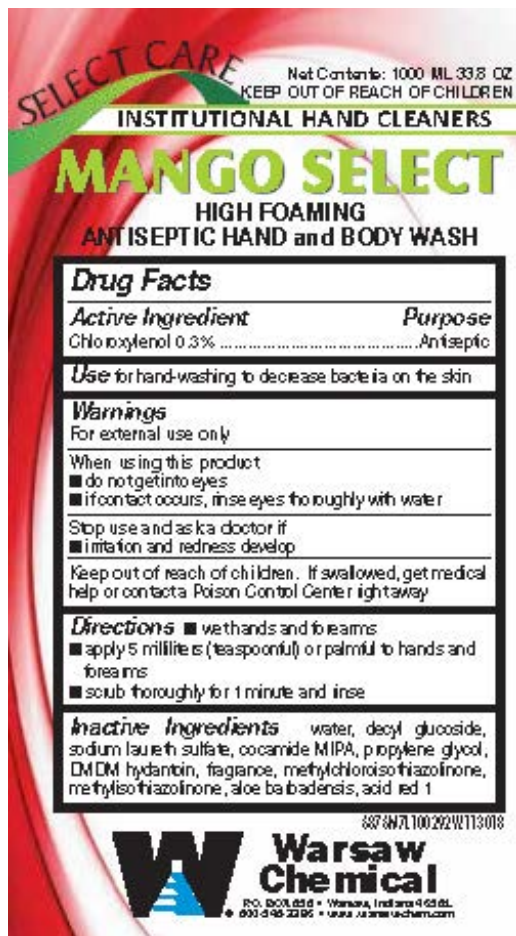 SELECT CARE
Net Contents: 1000 ML 33.8 OZ
KEEP OUT OF REACH OF CHILDREN
INSTITUTIONAL HAND CLEANERS
MANGO SELECT
HIGH FOAMING
ANTISEPTIC HAND and BODY WASH
Drug Facts
Active Ingredient Purpose
Chloroxylenol 0.3% ..........................................Antiseptic
Use for hand-washing to decrease bacteria on the skin
Warnings
For external use only
When using this product
■ do not get into eyes
■ if contact occurs, rinse eyes thoroughly with water
Stop use and ask a doctor if
■ irritation and redness develop
Keep out of reach of children. If swallowed, get medical
help or contact a Poison Control Center right away
Directions ■ wet hands and forearms
■ apply 5 milliliters (teaspoonful) or palmful to hands and
forearms
■ scrub thoroughly for 1 minute and rinse
Inactive Ingredients water, decyl glucoside,
sodium laureth sulfate, cocamide MIPA, propylene glycol,
DMDM hydantoin, fragrance, methylchloroisothiazolinone,
methylisothiazolinone, aloe barbadensis, acid red 1
Warsaw
Chemical
Warsaw, Indiana